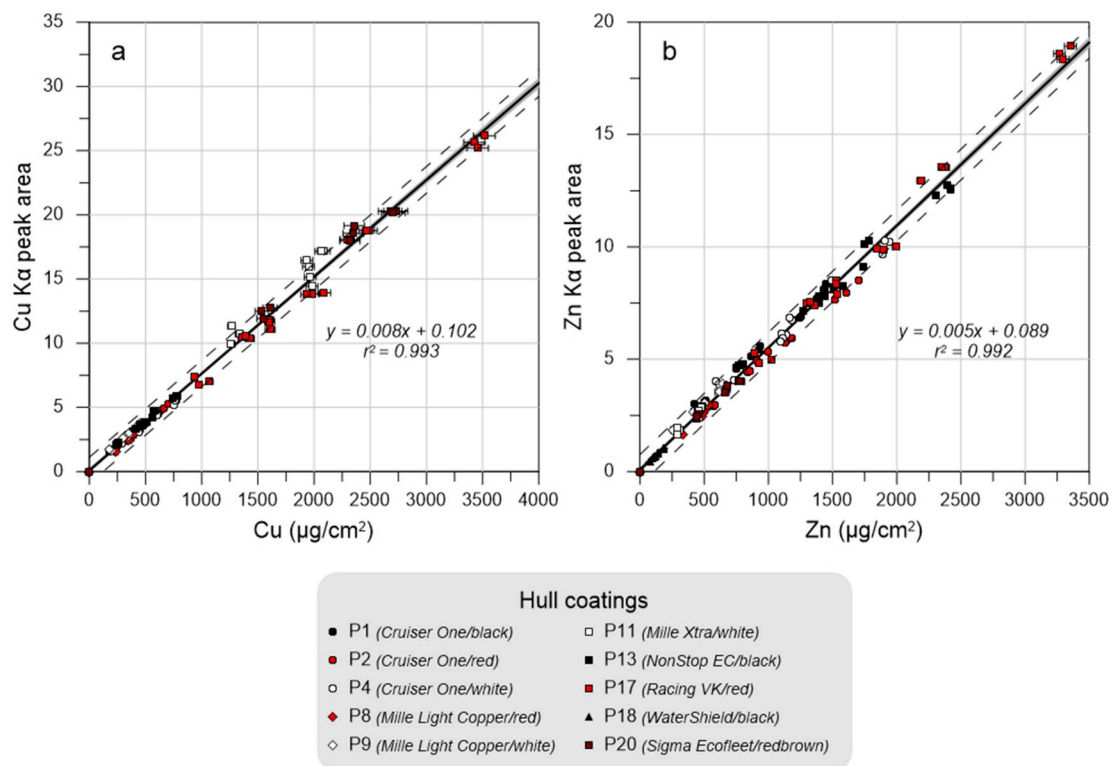 a
Cu Kα peak area
35
30
25
20
15
10
5
0
y = 0.008x + 0.102
r² = 0.993
0 500 1000 1500 2000 2500 3000 3500 4000
Cu (µg/cm²)
b
Zn Kα peak area
20
15
10
5
0
y = 0.005x + 0.089
r² = 0.992
0 500 1000 1500 2000 2500 3000 3500
Zn (µg/cm²)
Hull coatings
P1 (Cruiser One/black)
P2 (Cruiser One/red)
P4 (Cruiser One/white)
P8 (Mille Light Copper/red)
P9 (Mille Light Copper/white)
P11 (Mille Xtra/white)
P13 (NonStop EC/black)
P17 (Racing VK/red)
P18 (WaterShield/black)
P20 (Sigma Ecofleet/redbrown)